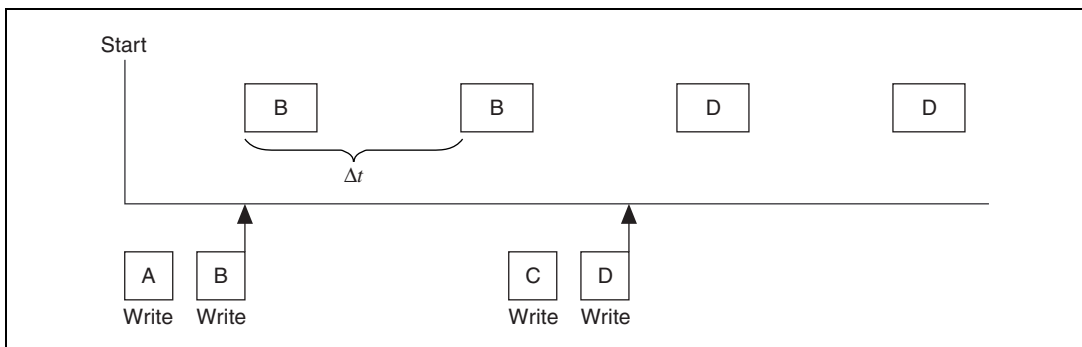 Start
B B D D
Δt
A B C D
Write Write Write Write